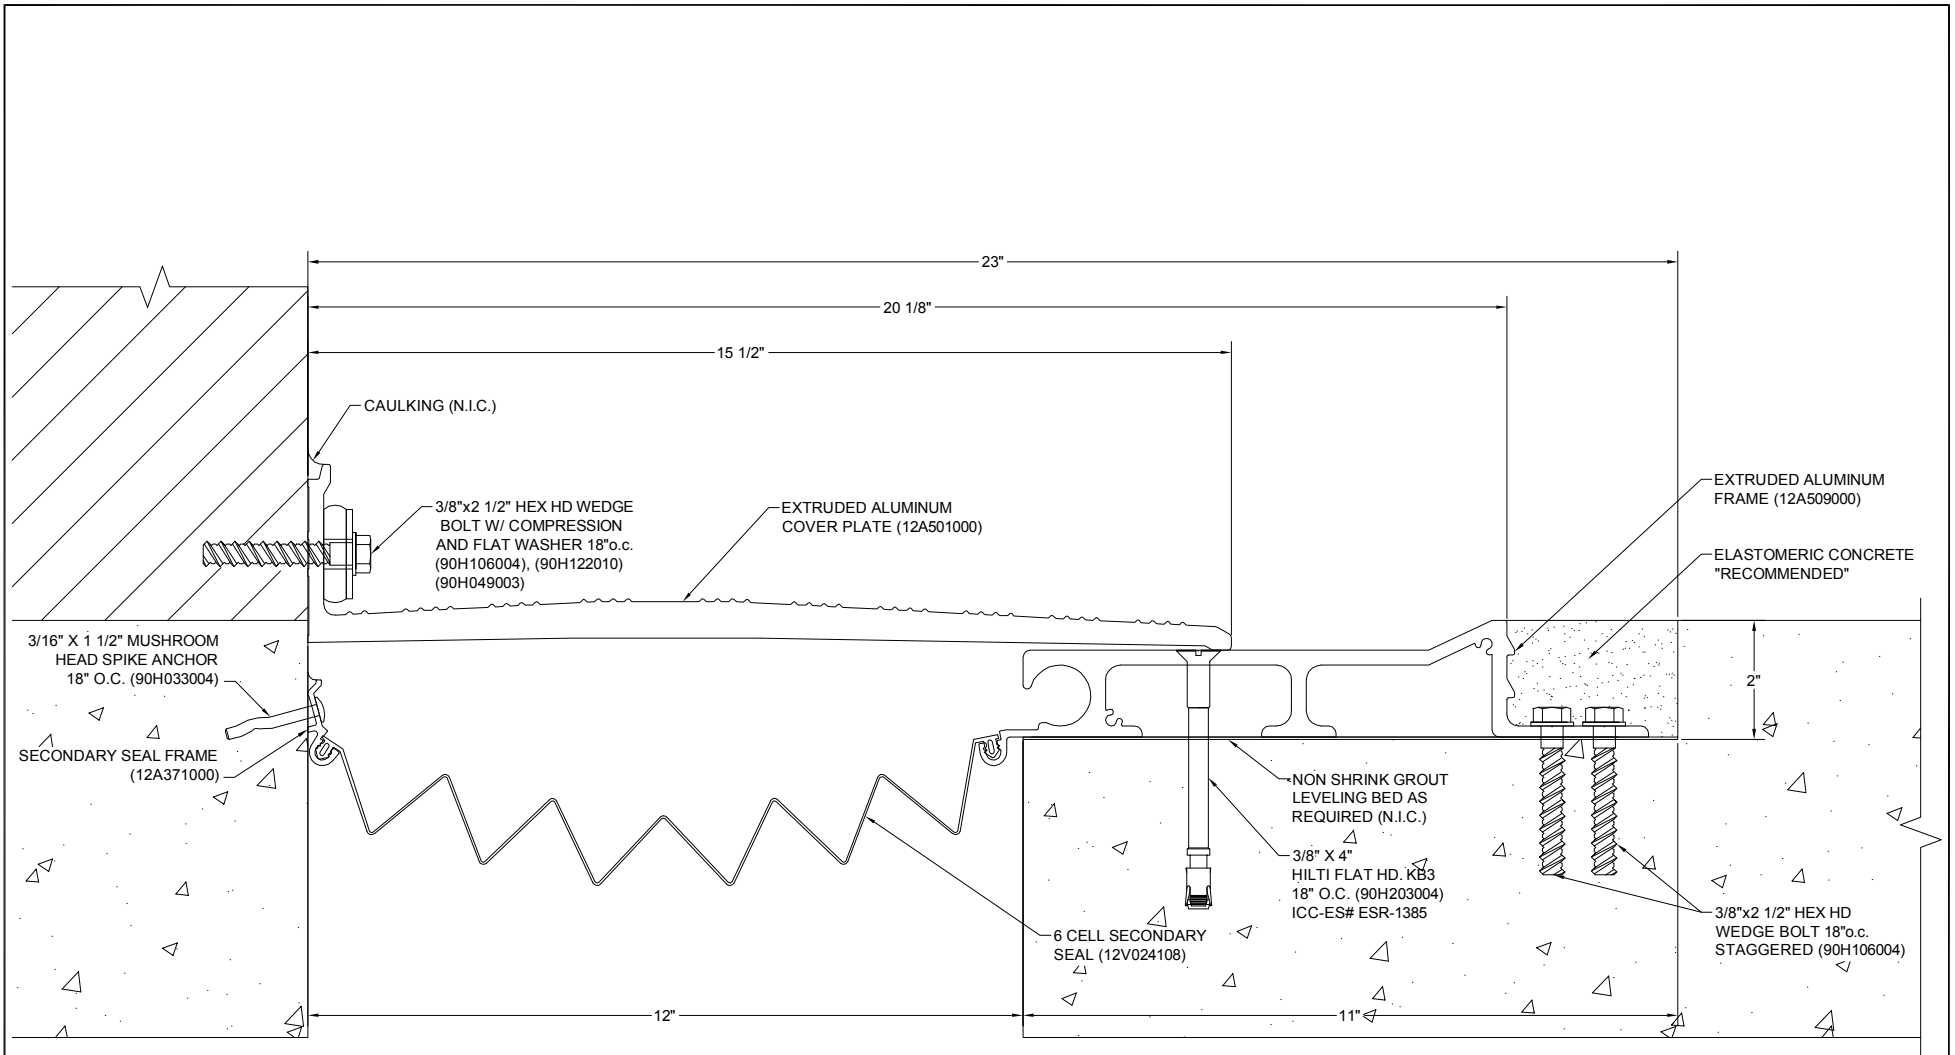 23"
20 1/8"
15 1/2"
CAULKING (N.I.C.)
3/8"x2 1/2" HEX HD WEDGE
BOLT W/ COMPRESSION
AND FLAT WASHER 18"o.c.
(90H106004), (90H122010)
(90H049003)
EXTRUDED ALUMINUM
COVER PLATE (12A501000)
EXTRUDED ALUMINUM
FRAME (12A509000)
ELASTOMERIC CONCRETE
"RECOMMENDED"
3/16" X 1 1/2" MUSHROOM
HEAD SPIKE ANCHOR
18" O.C. (90H033004)
2"
SECONDARY SEAL FRAME
(12A371000)
NON SHRINK GROUT
LEVELING BED AS
REQUIRED (N.I.C.)
3/8" X 4"
HILTI FLAT HD. KB3
18" O.C. (90H203004)
ICC-ES# ESR-1385
6 CELL SECONDARY
SEAL (12V024108)
3/8"x2 1/2" HEX HD
WEDGE BOLT 18"o.c.
STAGGERED (90H106004)
12"
11"